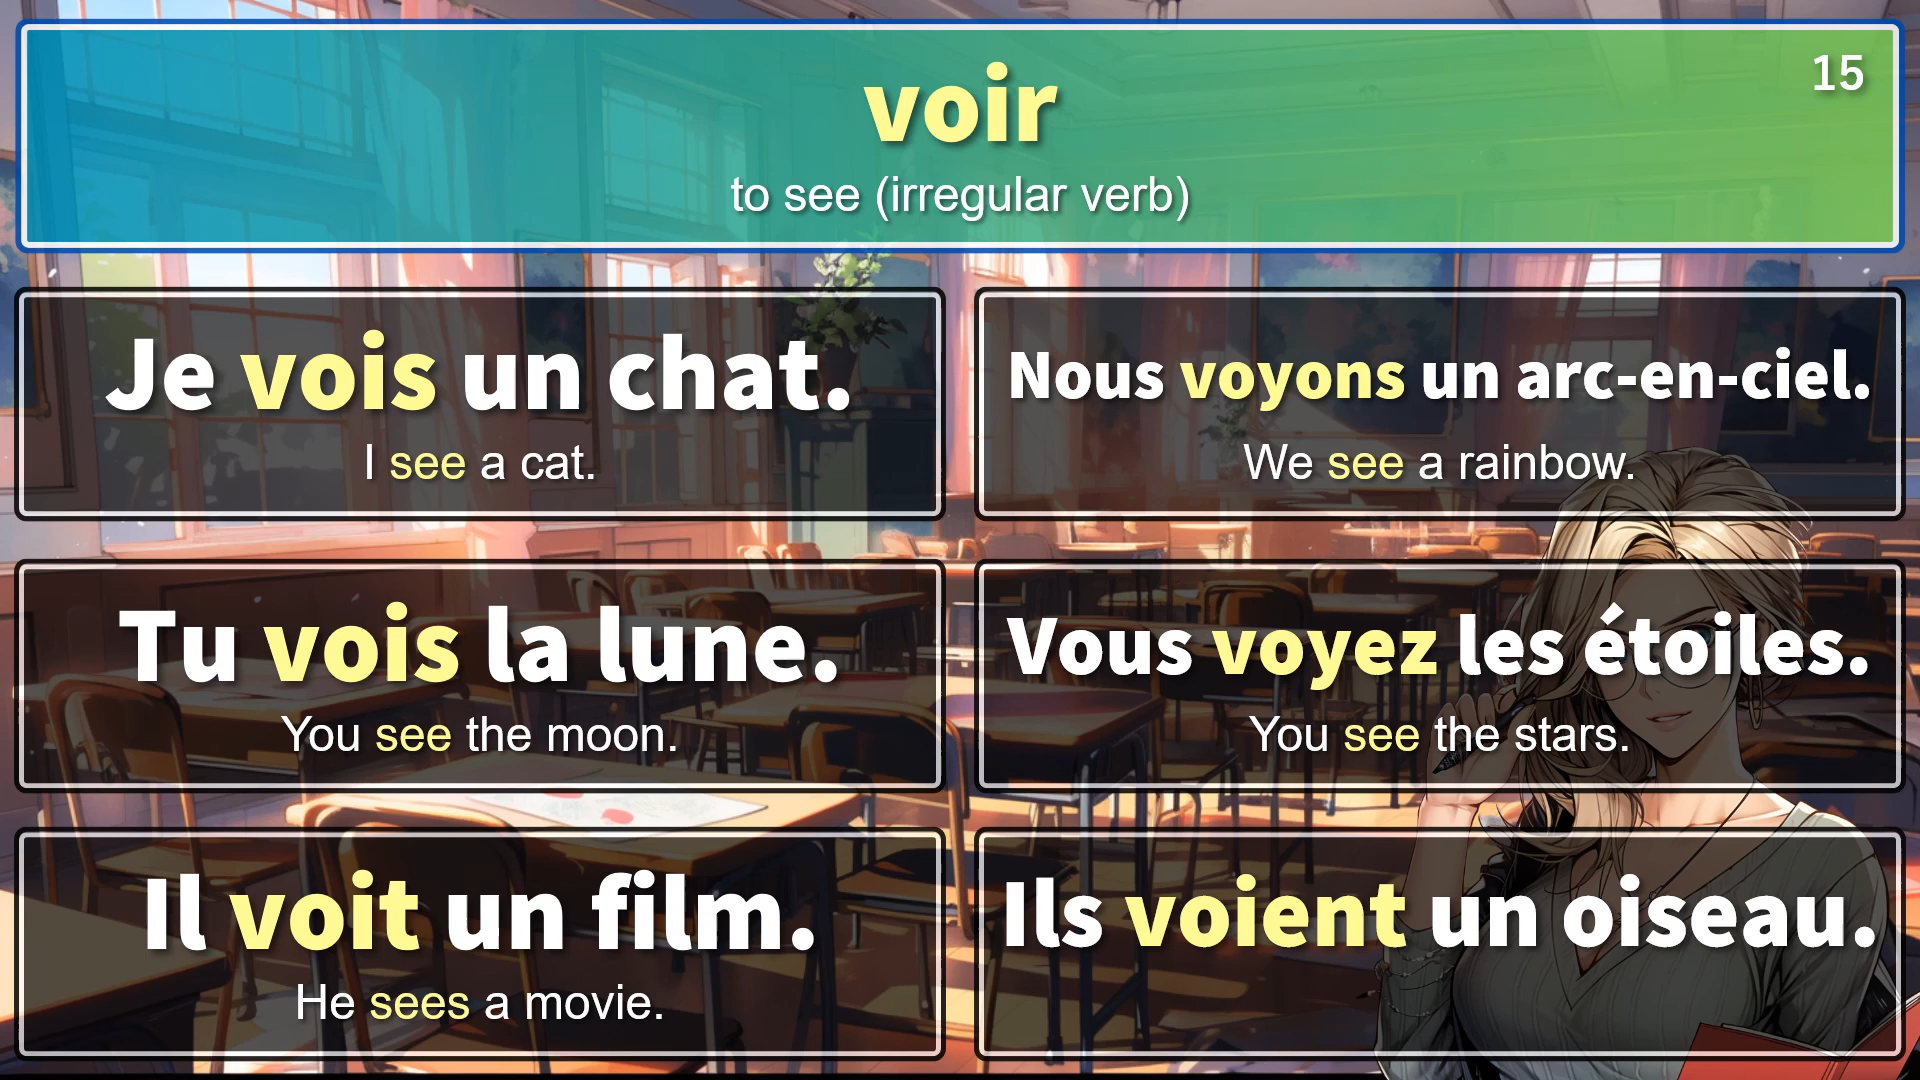 voir
15
to see (irregular verb)
Je vois un chat.
I see a cat.
Tu vois la lune.
You see the moon.
Il voit un film.
He sees a movie.
Nous voyons un arc-en-ciel.
We see a rainbow.
Vous voyez les étoiles.
You see the stars.
Ils voient un oiseau.